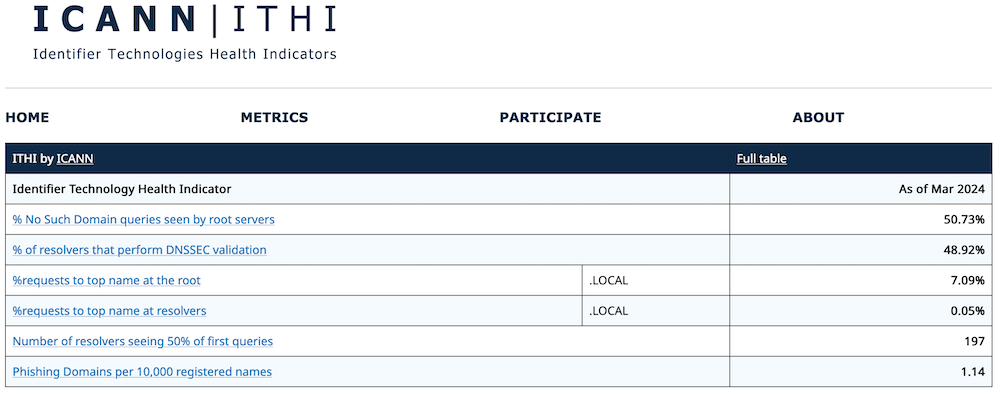 ICANN|ITHI
Identifier Technologies Health Indicators
HOME METRICS PARTICIPATE ABOUT
ITHI by ICANN Full table
Identifier Technology Health Indicator As of Mar 2024
% No Such Domain queries seen by root servers 50.73%
% of resolvers that perform DNSSEC validation 48.92%
%requests to top name at the root .LOCAL 7.09%
%requests to top name at resolvers .LOCAL 0.05%
Number of resolvers seeing 50% of first queries 197
Phishing Domains per 10,000 registered names 1.14